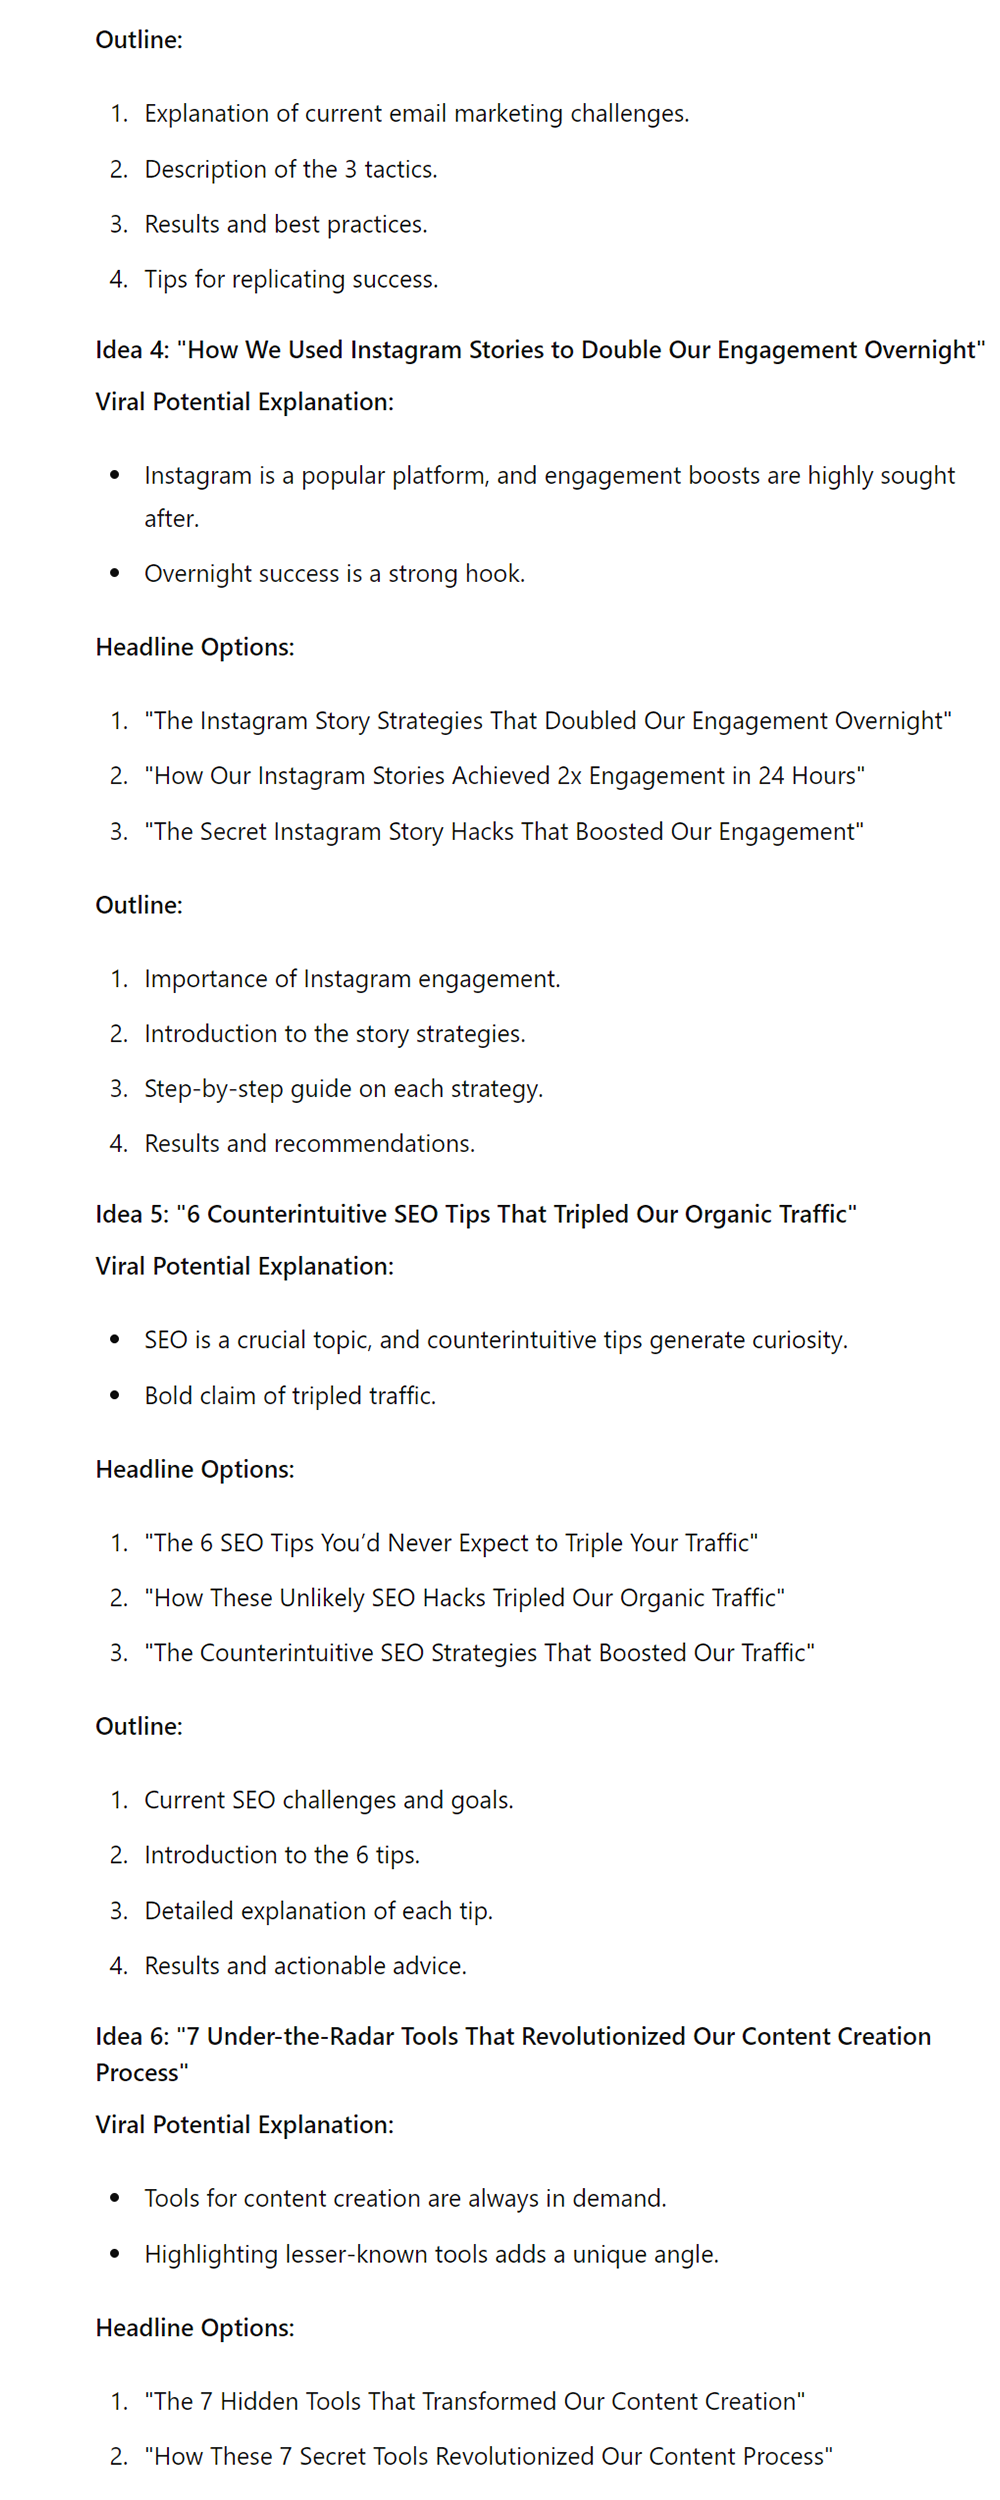 Outline:
1. Explanation of current email marketing challenges.
2. Description of the 3 tactics.
3. Results and best practices.
4. Tips for replicating success.
Idea 4: "How We Used Instagram Stories to Double Our Engagement Overnight"
Viral Potential Explanation:
• Instagram is a popular platform, and engagement boosts are highly sought
after.
• Overnight success is a strong hook.
Headline Options:
1. "The Instagram Story Strategies That Doubled Our Engagement Overnight"
2. "How Our Instagram Stories Achieved 2x Engagement in 24 Hours"
3. "The Secret Instagram Story Hacks That Boosted Our Engagement"
Outline:
1. Importance of Instagram engagement.
2. Introduction to the story strategies.
3. Step-by-step guide on each strategy.
4. Results and recommendations.
Idea 5: "6 Counterintuitive SEO Tips That Tripled Our Organic Traffic"
Viral Potential Explanation:
• SEO is a crucial topic, and counterintuitive tips generate curiosity.
• Bold claim of tripled traffic.
Headline Options:
1. "The 6 SEO Tips You’d Never Expect to Triple Your Traffic"
2. "How These Unlikely SEO Hacks Tripled Our Organic Traffic"
3. "The Counterintuitive SEO Strategies That Boosted Our Traffic"
Outline:
1. Current SEO challenges and goals.
2. Introduction to the 6 tips.
3. Detailed explanation of each tip.
4. Results and actionable advice.
Idea 6: "7 Under-the-Radar Tools That Revolutionized Our Content Creation
Process"
Viral Potential Explanation:
• Tools for content creation are always in demand.
• Highlighting lesser-known tools adds a unique angle.
Headline Options:
1. "The 7 Hidden Tools That Transformed Our Content Creation"
2. "How These 7 Secret Tools Revolutionized Our Content Process"